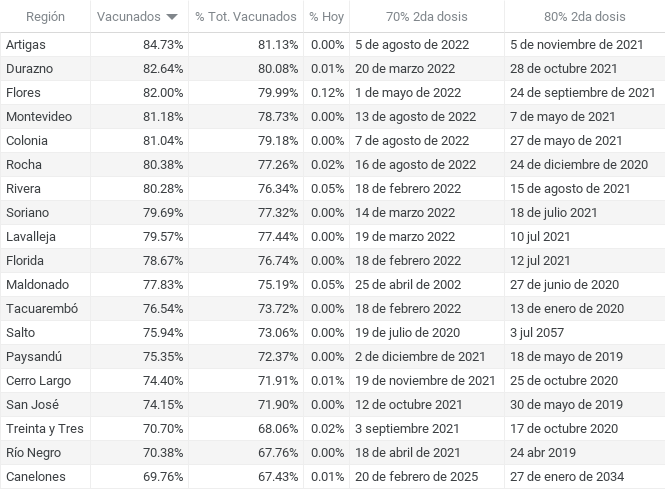 Región Vacunados % Tot. Vacunados % Hoy 70% 2da dosis 80% 2da dosis
Artigas 84.73% 81.13% 0.00% 5 de agosto de 2022 5 de noviembre de 2021
Durazno 82.64% 80.08% 0.01% 20 de marzo 2022 28 de octubre 2021
Flores 82.00% 79.99% 0.12% 1 de mayo de 2022 24 de septiembre de 2021
Montevideo 81.18% 78.73% 0.00% 13 de agosto de 2022 7 de mayo de 2021
Colonia 81.04% 79.18% 0.00% 7 de agosto de 2022 27 de mayo de 2021
Rocha 80.38% 77.26% 0.02% 16 de agosto de 2022 24 de diciembre de 2020
Rivera 80.28% 76.34% 0.05% 18 de febrero 2022 15 de agosto de 2021
Soriano 79.69% 77.32% 0.00% 14 de marzo 2022 18 de julio 2021
Lavalleja 79.57% 77.44% 0.00% 19 de marzo 2022 10 jul 2021
Florida 78.67% 76.74% 0.00% 18 de febrero 2022 12 jul 2021
Maldonado 77.83% 75.19% 0.05% 25 de abril de 2002 27 de junio de 2020
Tacuarembó 76.54% 73.72% 0.00% 18 de febrero 2022 13 de enero de 2020
Salto 75.94% 73.06% 0.00% 19 de julio de 2020 3 jul 2057
Paysandú 75.35% 72.37% 0.00% 2 de diciembre de 2021 18 de mayo de 2019
Cerro Largo 74.40% 71.91% 0.01% 19 de noviembre de 2021 25 de octubre 2020
San José 74.15% 71.90% 0.00% 12 de octubre 2021 30 de mayo de 2019
Treinta y Tres 70.70% 68.06% 0.02% 3 septiembre 2021 17 de octubre 2020
Río Negro 70.38% 67.76% 0.00% 18 de abril de 2021 24 abr 2019
Canelones 69.76% 67.43% 0.01% 20 de febrero de 2025 27 de enero de 2034